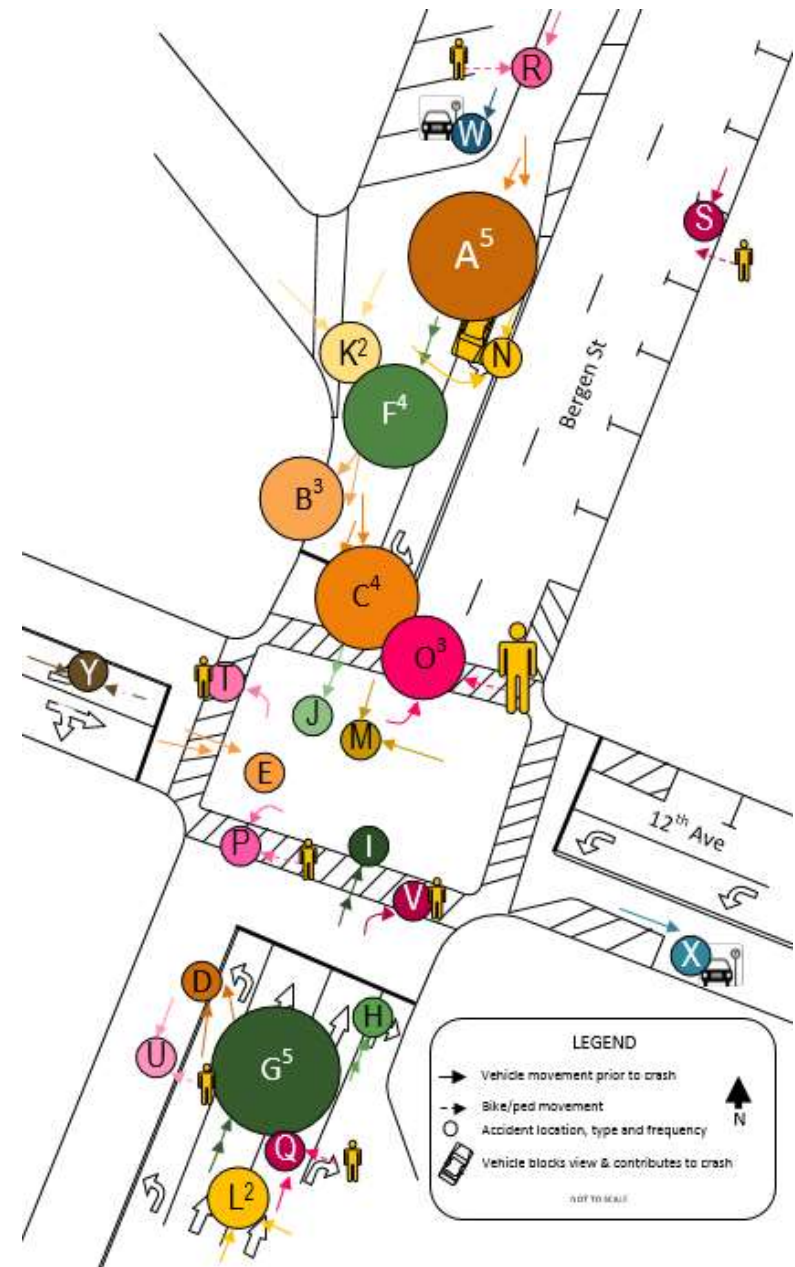 R
W
S
A5
K2
N
F4
Bergen St
B3
C4
O3
Y
T
J
M
E
12th Ave
P
I
V
X
D
H
U
G5
Q
L2
LEGEND
Vehicle movement prior to crash
Bike/ped movement
Accident location, type and frequency
Vehicle blocks view & contributes to crash
N
NOT TO SCALE